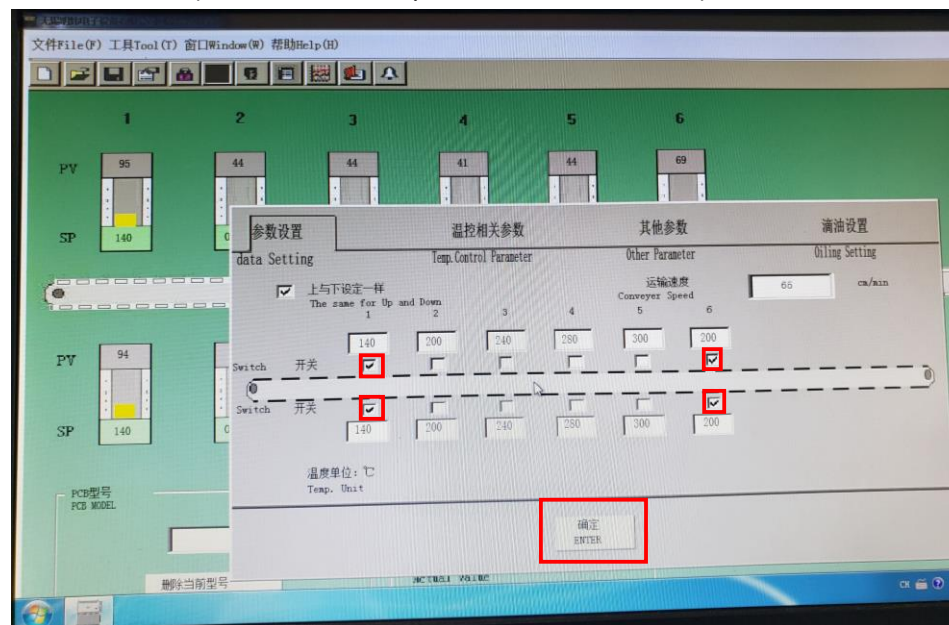 文件File(F) 工具Tool(T) 窗口Window(W) 帮助Help(H)
1 2 3 4 5 6
PV 95 44 44 41 44 69
SP 140
参数设置 温控相关参数 其他参数 滴油设置
data Setting Temp.Control Parameter Other Parameter Oiling Setting
上与下设定一样 运输速度 65 cm/min
The same for Up and Down Conveyer Speed
1 2 3 4 5 6
140 200 240 280 300 200
Switch 开关
Switch 开关
140 200 240 280 300 200
PV 94
SP 140
温度单位：℃
Temp. Unit
PCB型号
PCB MODEL
确定
ENTER
删除当前型号
Actual value
CH